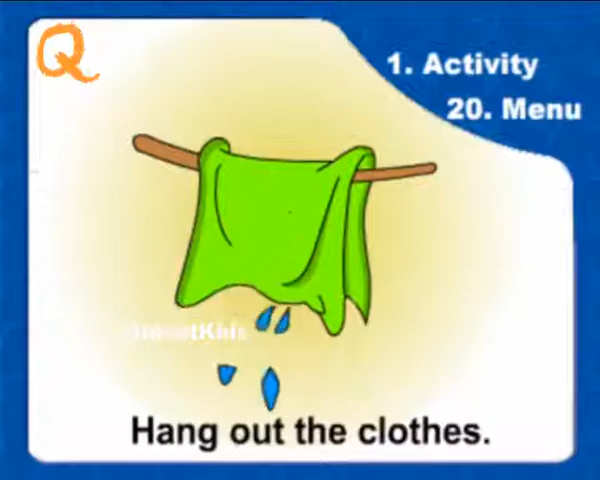 Q
1. Activity
20. Menu
Hang out the clothes.